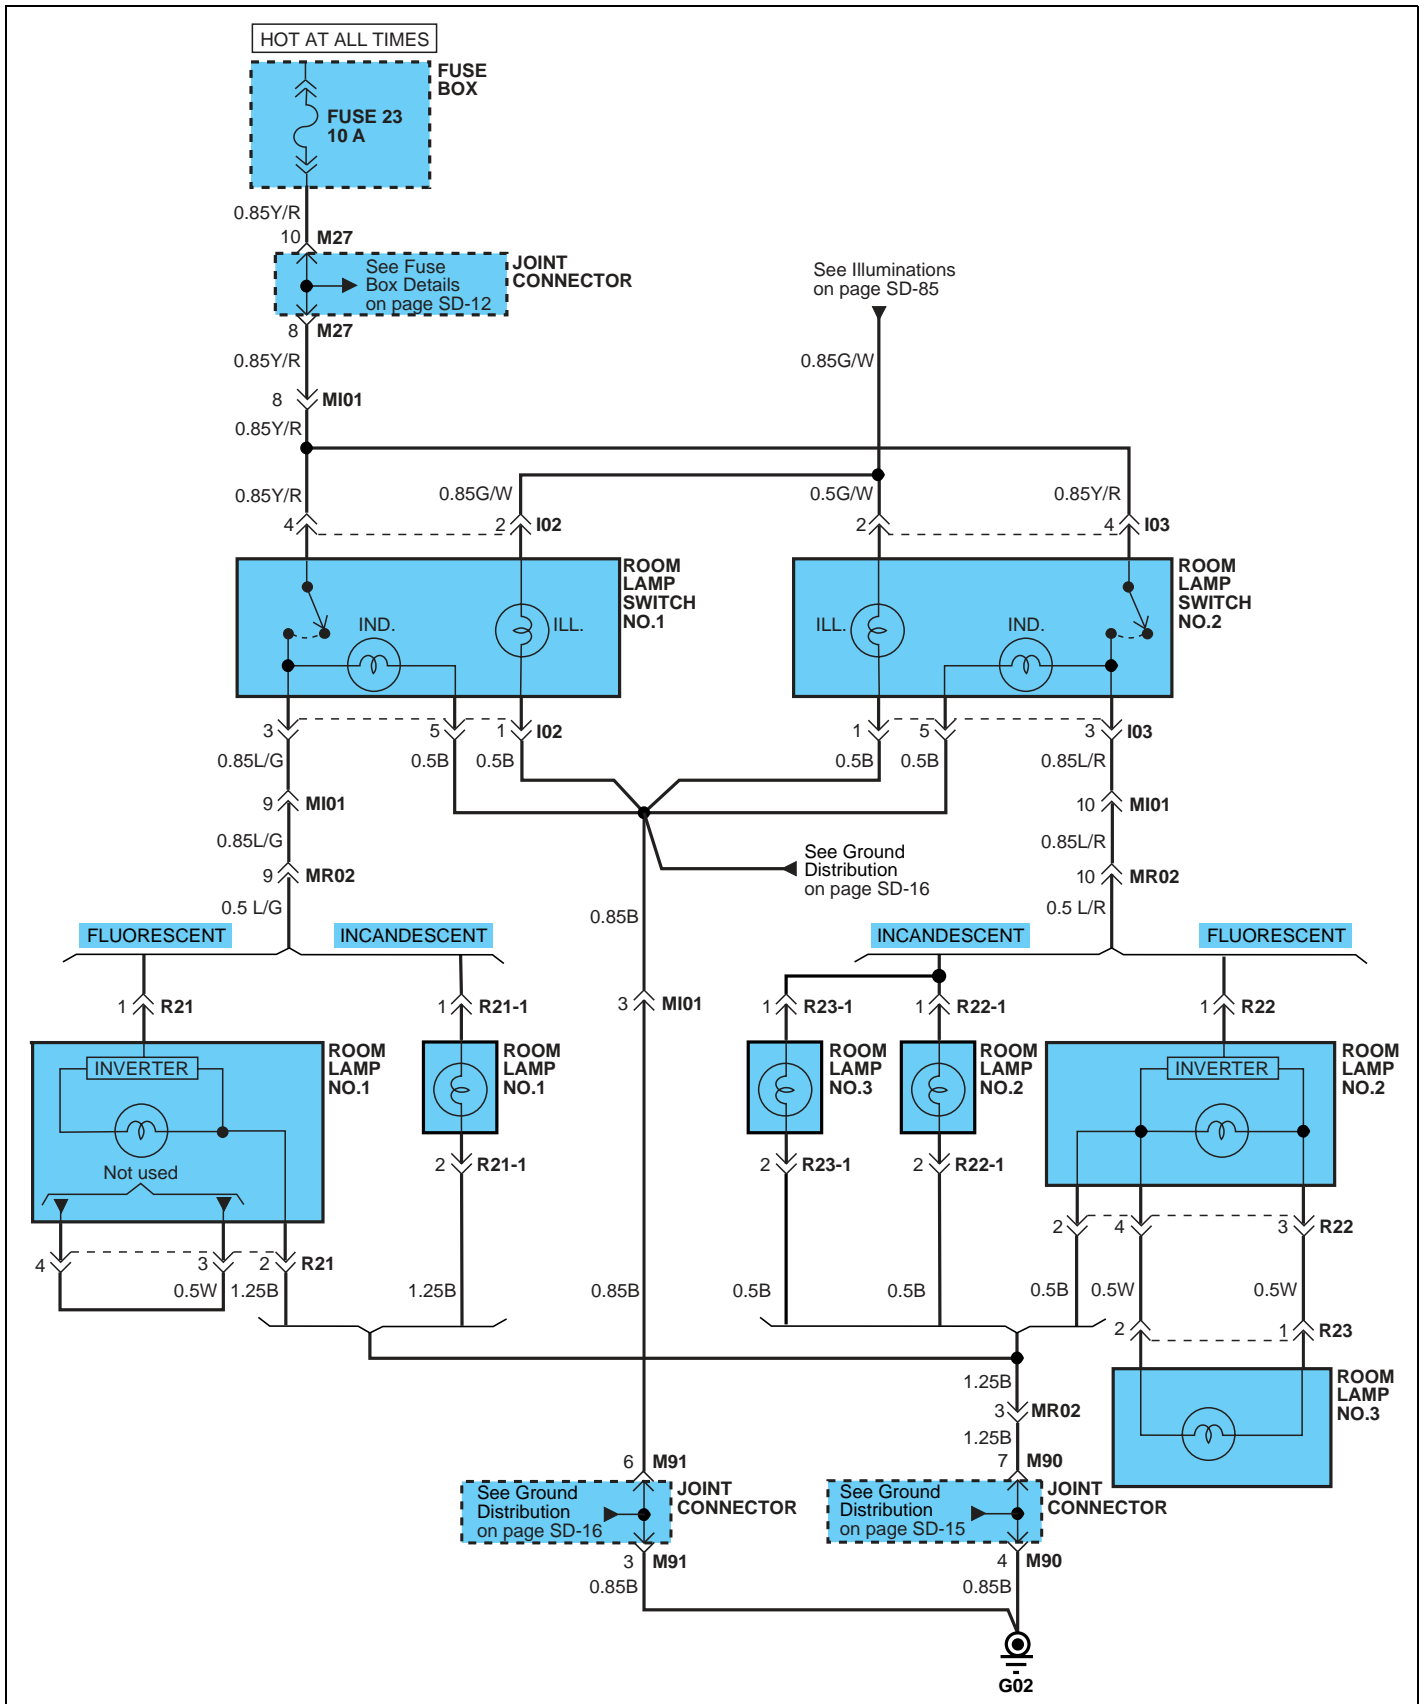 HOT AT ALL TIMES
FUSE
BOX
FUSE 23
10 A
0.85Y/R
10 M27
See Fuse
Box Details
on page SD-12
JOINT
CONNECTOR
8 M27
0.85Y/R
8 MI01
0.85Y/R
See Illuminations
on page SD-85
0.85G/W
0.85Y/R
0.85G/W
0.5G/W
0.85Y/R
4
2 I02
2
4 I03
ROOM
LAMP
SWITCH
NO.1
IND.
ILL.
ROOM
LAMP
SWITCH
NO.2
ILL.
IND.
3
5
1 I02
1
5
3 I03
0.85L/G
0.5B
0.5B
0.5B
0.5B
0.85L/R
9 MI01
10 MI01
0.85L/G
0.85L/R
See Ground
Distribution
on page SD-16
9 MR02
10 MR02
0.5 L/G
0.85B
0.5 L/R
FLUORESCENT
INCANDESCENT
INCANDESCENT
FLUORESCENT
1 R21
1 R21-1
3 MI01
1 R23-1
1 R22-1
1 R22
INVERTER
ROOM
LAMP
NO.1
Not used
ROOM
LAMP
NO.1
ROOM
LAMP
NO.3
ROOM
LAMP
NO.2
INVERTER
ROOM
LAMP
NO.2
2 R21-1
2 R23-1
2 R22-1
4
3
2 R21
2
4
3 R22
0.5W
1.25B
1.25B
0.85B
0.5B
0.5B
0.5B
0.5W
0.5W
2
1 R23
ROOM
LAMP
NO.3
1.25B
3 MR02
1.25B
6 M91
7 M90
See Ground
Distribution
on page SD-16
JOINT
CONNECTOR
See Ground
Distribution
on page SD-15
JOINT
CONNECTOR
3 M91
4 M90
0.85B
0.85B
G02